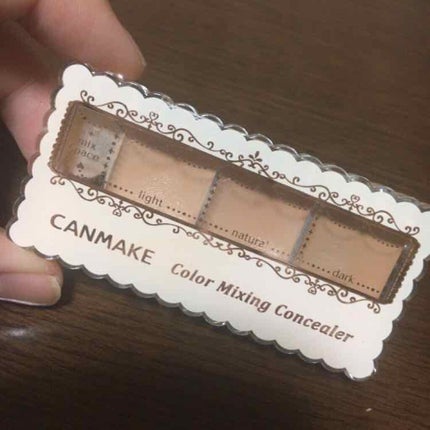 mix
space
light
natural
dark
CANMAKE
Color Mixing Concealer